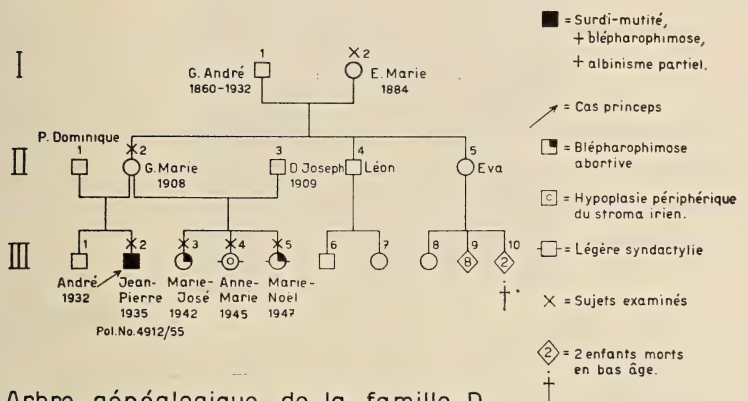 I
1
G. André
1860-1932
× 2
E. Marie
1884
II
P. Dominique
1
× 2
G. Marie
1908
3
D Joseph
1909
4
Léon
5
Eva
III
1
André
1932
× 2
Jean-
Pierre
1935
Pol. No. 4912/55
× 3
Marie-
José
1942
× 4
Anne-
Marie
1945
× 5
Marie-
Noël
1947
6
7
8
9
8
10
2
= Surdi-mutité,
+ blépharophimose,
+ albinisme partiel.
= Cas princeps
= Blépharophimose
abortive
C = Hypoplasie périphérique
du stroma irien.
= Légère syndactylie
× = Sujets examinés
2 = 2 enfants morts
en bas âge.
Arbre généalogique de la famille D.